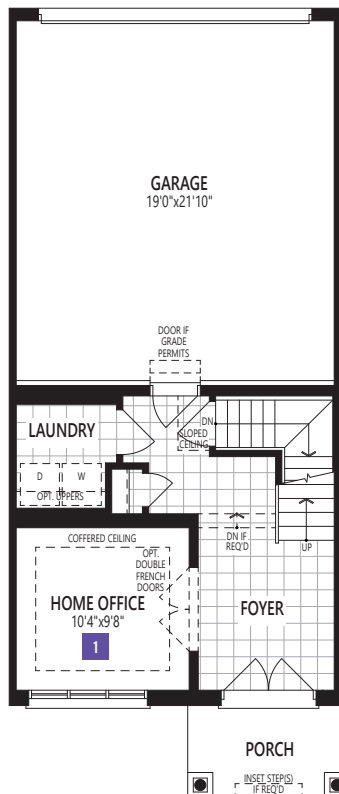 GARAGE
19'0"x21'10"
DOOR IF
GRADE
PERMITS
DN
SLOPED
CEILING
LAUNDRY
D W
OPT. UPPERS
DN IF
REQ'D
UP
COFFERED CEILING
OPT.
DOUBLE
FRENCH
DOORS
HOME OFFICE
10'4"x9'8"
1
FOYER
PORCH
INSET STEP(S)
IF REQ'D